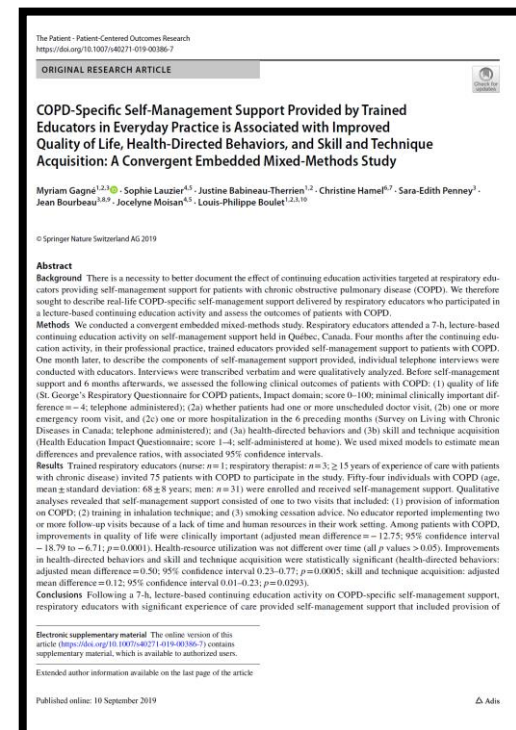 The Patient - Patient-Centered Outcomes Research
https://doi.org/10.1007/s40271-019-00386-7
ORIGINAL RESEARCH ARTICLE
Check for
updates
COPD-Specific Self-Management Support Provided by Trained
Educators in Everyday Practice is Associated with Improved
Quality of Life, Health-Directed Behaviors, and Skill and Technique
Acquisition: A Convergent Embedded Mixed-Methods Study
Myriam Gagné1,2,3 · Sophie Lauzier4,5 · Justine Babineau-Therrien1,2 · Christine Hamel6,7 · Sara-Edith Penney3 ·
Jean Bourbeau3,8,9 · Jocelyne Moisan4,5 · Louis-Philippe Boulet1,2,3,10
© Springer Nature Switzerland AG 2019
Abstract
Background There is a necessity to better document the effect of continuing education activities targeted at respiratory edu-
cators providing self-management support for patients with chronic obstructive pulmonary disease (COPD). We therefore
sought to describe real-life COPD-specific self-management support delivered by respiratory educators who participated in
a lecture-based continuing education activity and assess the outcomes of patients with COPD.
Methods We conducted a convergent embedded mixed-methods study. Respiratory educators attended a 7-h, lecture-based
continuing education activity on self-management support held in Québec, Canada. Four months after the continuing edu-
cation activity, in their professional practice, trained educators provided self-management support to patients with COPD.
One month later, to describe the components of self-management support provided, individual telephone interviews were
conducted with educators. Interviews were transcribed verbatim and were qualitatively analyzed. Before self-management
support and 6 months afterwards, we assessed the following clinical outcomes of patients with COPD: (1) quality of life
(St. George's Respiratory Questionnaire for COPD patients, Impact domain; score 0–100; minimal clinically important dif-
ference = − 4; telephone administered); (2a) whether patients had one or more unscheduled doctor visit, (2b) one or more
emergency room visit, and (2c) one or more hospitalization in the 6 preceding months (Survey on Living with Chronic
Diseases in Canada; telephone administered); and (3a) health-directed behaviors and (3b) skill and technique acquisition
(Health Education Impact Questionnaire; score 1–4; self-administered at home). We used mixed models to estimate mean
differences and prevalence ratios, with associated 95% confidence intervals.
Results Trained respiratory educators (nurse: n = 1; respiratory therapist: n = 3; ≥ 15 years of experience of care with patients
with chronic disease) invited 75 patients with COPD to participate in the study. Fifty-four individuals with COPD (age,
mean ± standard deviation: 68 ± 8 years; men: n = 31) were enrolled and received self-management support. Qualitative
analyses revealed that self-management support consisted of one to two visits that included: (1) provision of information
on COPD; (2) training in inhalation technique; and (3) smoking cessation advice. No educator reported implementing two
or more follow-up visits because of a lack of time and human resources in their work setting. Among patients with COPD,
improvements in quality of life were clinically important (adjusted mean difference = − 12.75; 95% confidence interval
− 18.79 to − 6.71; p = 0.0001). Health-resource utilization was not different over time (all p values > 0.05). Improvements
in health-directed behaviors and skill and technique acquisition were statistically significant (health-directed behaviors:
adjusted mean difference = 0.50; 95% confidence interval 0.23–0.77; p = 0.0005; skill and technique acquisition: adjusted
mean difference = 0.12; 95% confidence interval 0.01–0.23; p = 0.0293).
Conclusions Following a 7-h, lecture-based continuing education activity on COPD-specific self-management support,
respiratory educators with significant experience of care provided self-management support that included provision of
Electronic supplementary material The online version of this
article (https://doi.org/10.1007/s40271-019-00386-7) contains
supplementary material, which is available to authorized users.
Extended author information available on the last page of the article
Published online: 10 September 2019
Adis